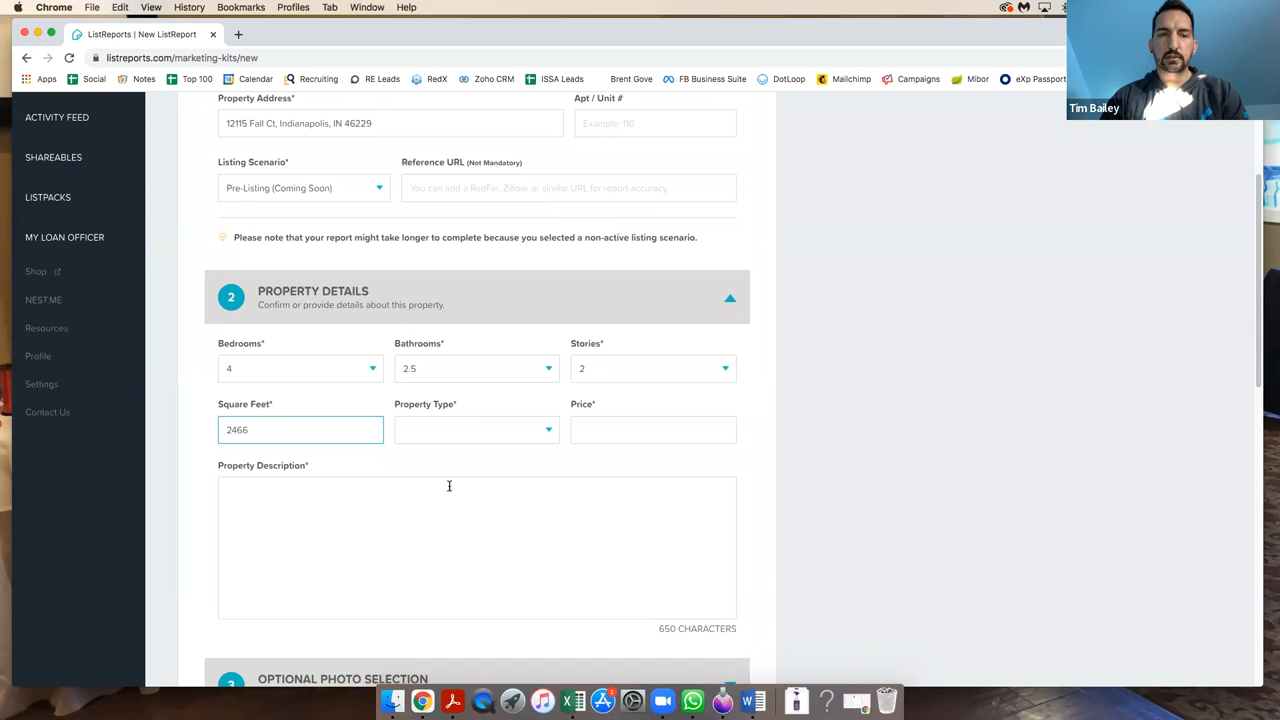 Chrome File Edit View History Bookmarks Profiles Tab Window Help
ListReports | New ListReport
listreports.com/marketing-kits/new
Apps Social Notes Top 100 Calendar Recruiting RE Leads RedX Zoho CRM ISSA Leads Brent Gove FB Business Suite DotLoop Mailchimp Campaigns Mibor eXp Passport
Tim Bailey
ACTIVITY FEED
SHAREABLES
LISTPACKS
MY LOAN OFFICER
Shop
NEST.ME
Resources
Profile
Settings
Contact Us
Property Address* Apt / Unit #
12115 Fall Ct, Indianapolis, IN 46229 Example: 110
Listing Scenario* Reference URL (Not Mandatory)
Pre-Listing (Coming Soon) You can add a RedFin, Zillow, or similar URL for report accuracy
Please note that your report might take longer to complete because you selected a non-active listing scenario.
2 PROPERTY DETAILS
Confirm or provide details about this property.
Bedrooms* Bathrooms* Stories*
4 2.5 2
Square Feet* Property Type* Price*
2466
Property Description*
650 CHARACTERS
3 OPTIONAL PHOTO SELECTION